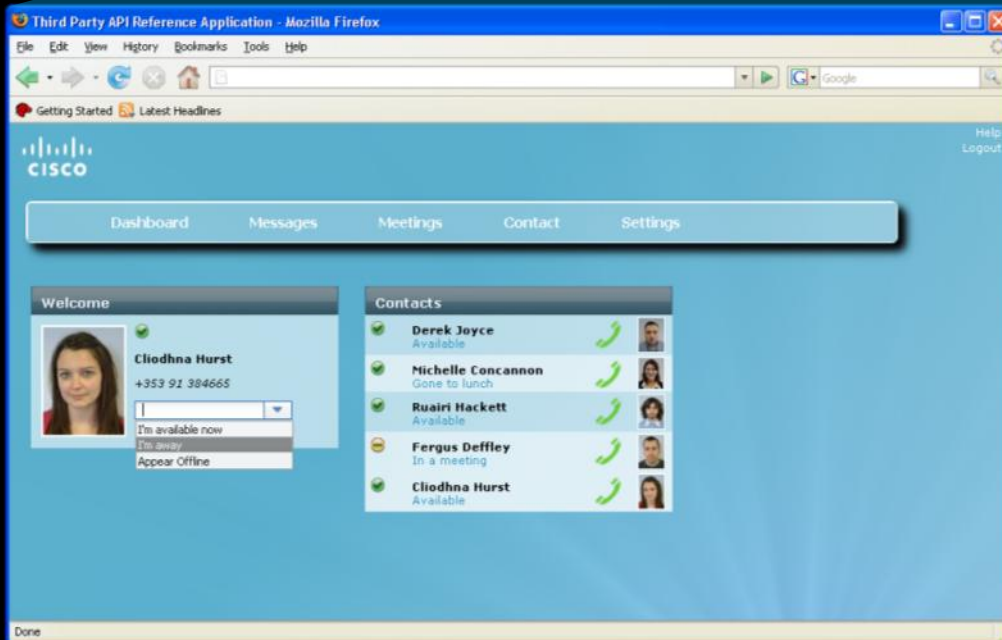 Third Party API Reference Application - Mozilla Firefox
File Edit View History Bookmarks Tools Help
G Google
Getting Started Latest Headlines
Help
Logout
CISCO
Dashboard Messages Meetings Contact Settings
Welcome
Cliodhna Hurst
+353 91 384665
I'm available now
I'm away
Appear Offline
Contacts
Derek Joyce
Available
Michelle Concannon
Gone to lunch
Ruairi Hackett
Available
Fergus Deffley
In a meeting
Cliodhna Hurst
Available
Done